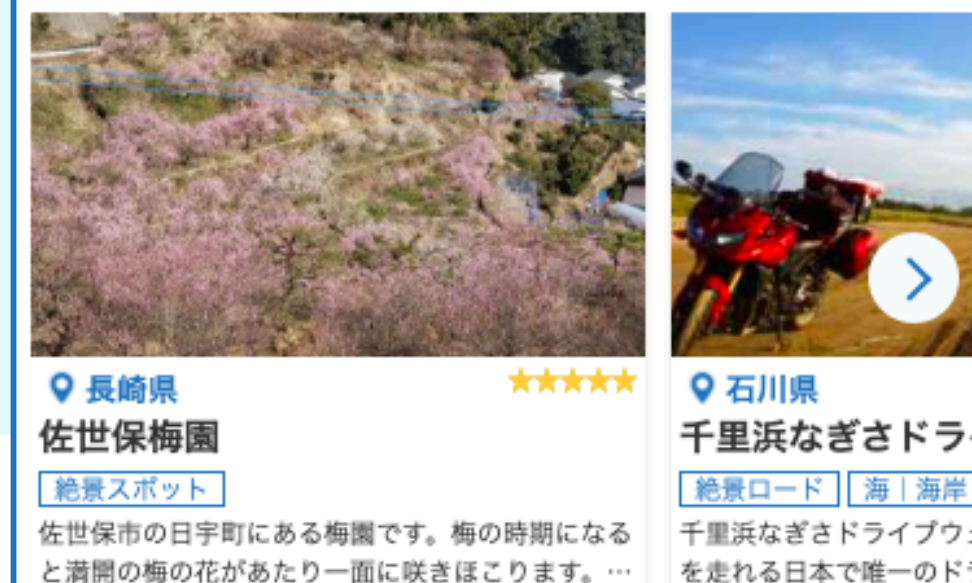 長崎県
佐世保梅園
絶景スポット
佐世保市の日宇町にある梅園です。梅の時期になる
と満開の梅の花があたり一面に咲きほこります。…
石川県
千里浜なぎさドラ
絶景ロード
海｜海岸
千里浜なぎさドライブウ
を走れる日本で唯一のド